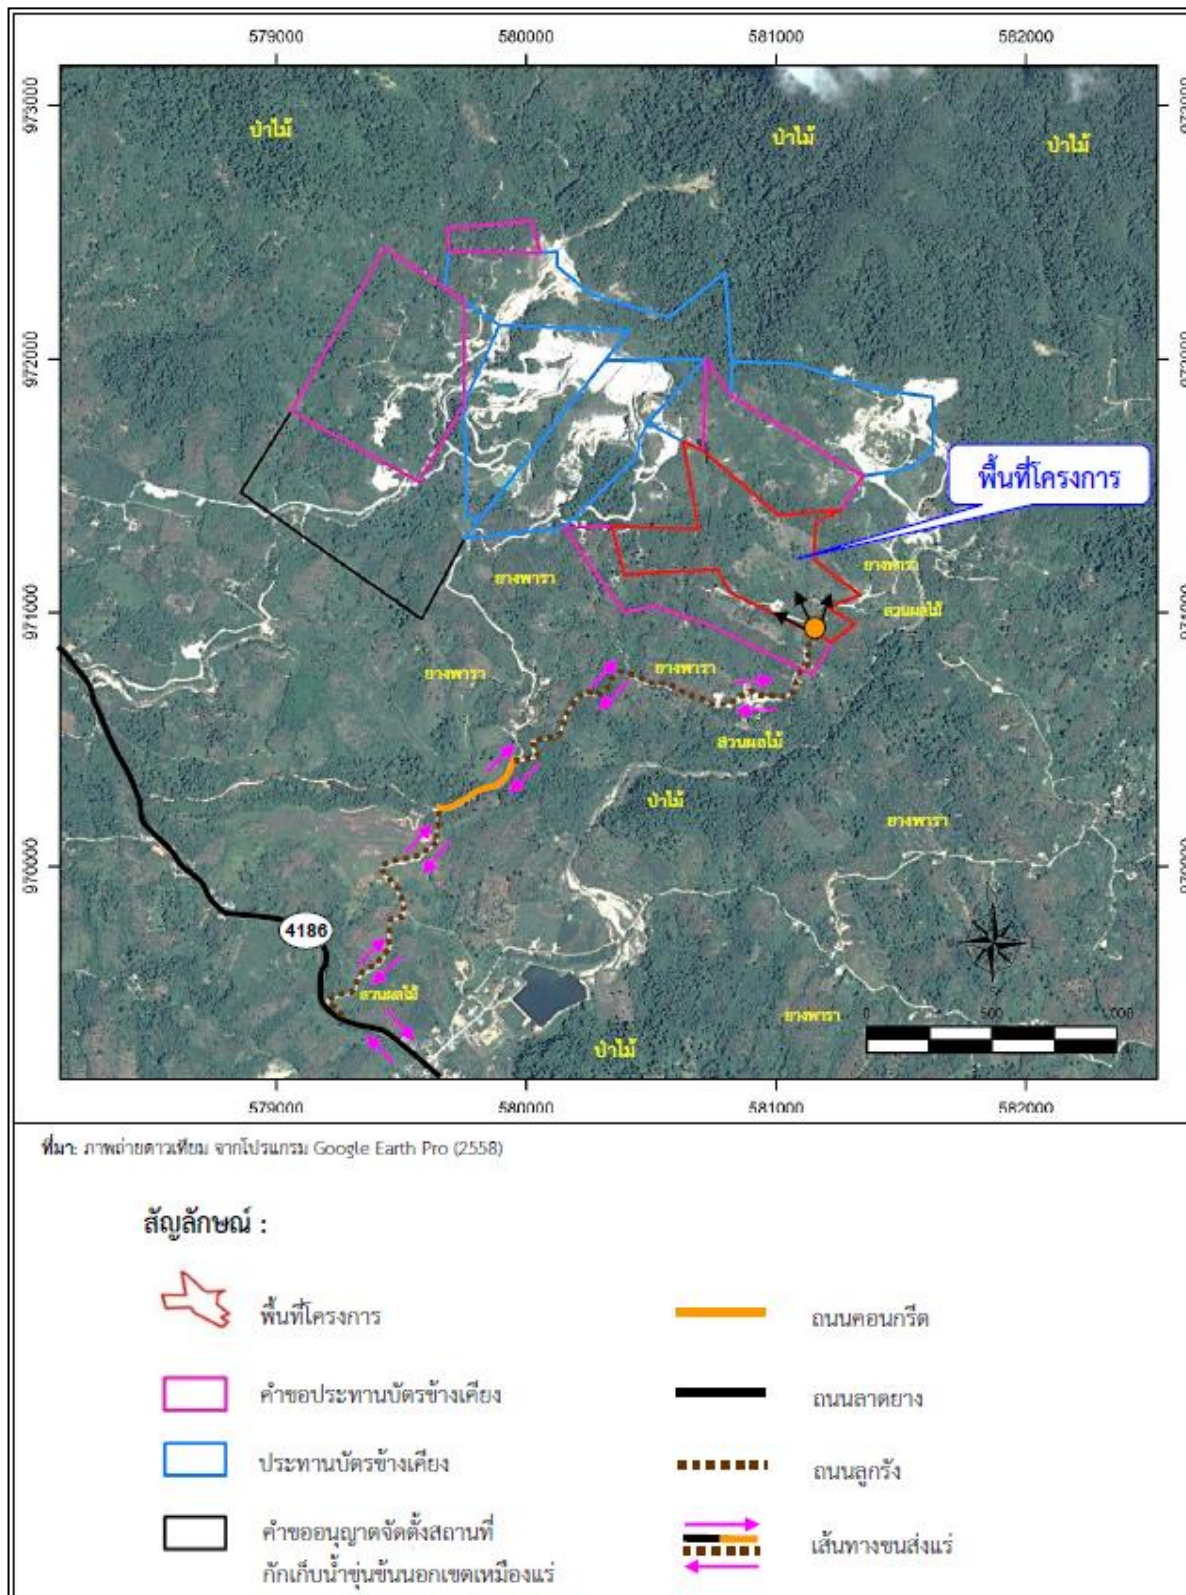 579000 580000 581000 582000
973000
ป่าไม้ ป่าไม้ ป่าไม้
972000
พื้นที่โครงการ
ยางพารา ยางพารา
971000
สวนผลไม้
ยางพารา ยางพารา
สวนผลไม้
ป่าไม้
ยางพารา
970000
4186
สวนผลไม้
ยางพารา
ป่าไม้
0 500
579000 580000 581000 582000
ที่มา: ภาพถ่ายดาวเทียม จากโปรแกรม Google Earth Pro (2558)
สัญลักษณ์ :
พื้นที่โครงการ
ถนนคอนกรีต
คำขอประทานบัตรข้างเคียง
ถนนลาดยาง
ประทานบัตรข้างเคียง
ถนนลูกรัง
คำขออนุญาตจัดตั้งสถานที่
กักเก็บน้ำขุ่นข้นนอกเขตเหมืองแร่
เส้นทางขนส่งแร่